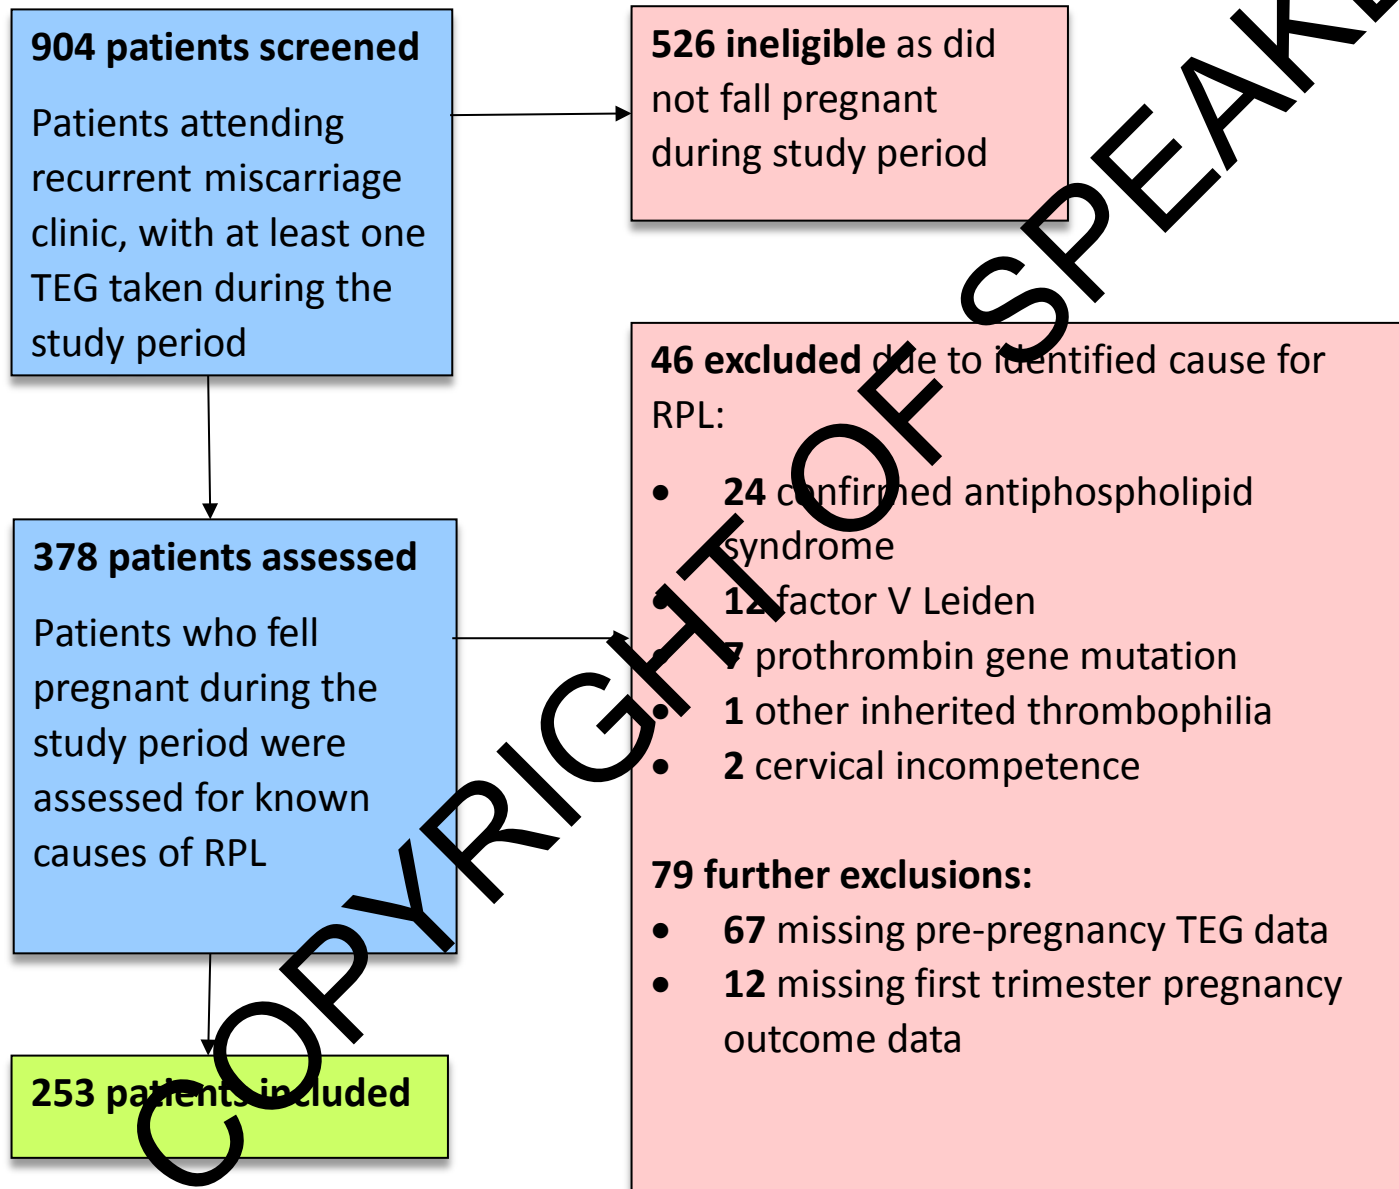 904 patients screened
Patients attending
recurrent miscarriage
clinic, with at least one
TEG taken during the
study period
526 ineligible as did
not fall pregnant
during study period
378 patients assessed
Patients who fell
pregnant during the
study period were
assessed for known
causes of RPL
46 excluded due to identified cause for
RPL:
• 24 confirmed antiphospholipid
syndrome
• 12 factor V Leiden
• 7 prothrombin gene mutation
• 1 other inherited thrombophilia
• 2 cervical incompetence
79 further exclusions:
• 67 missing pre-pregnancy TEG data
• 12 missing first trimester pregnancy
outcome data
253 patients included
COPYRIGHT OF SPEAKE